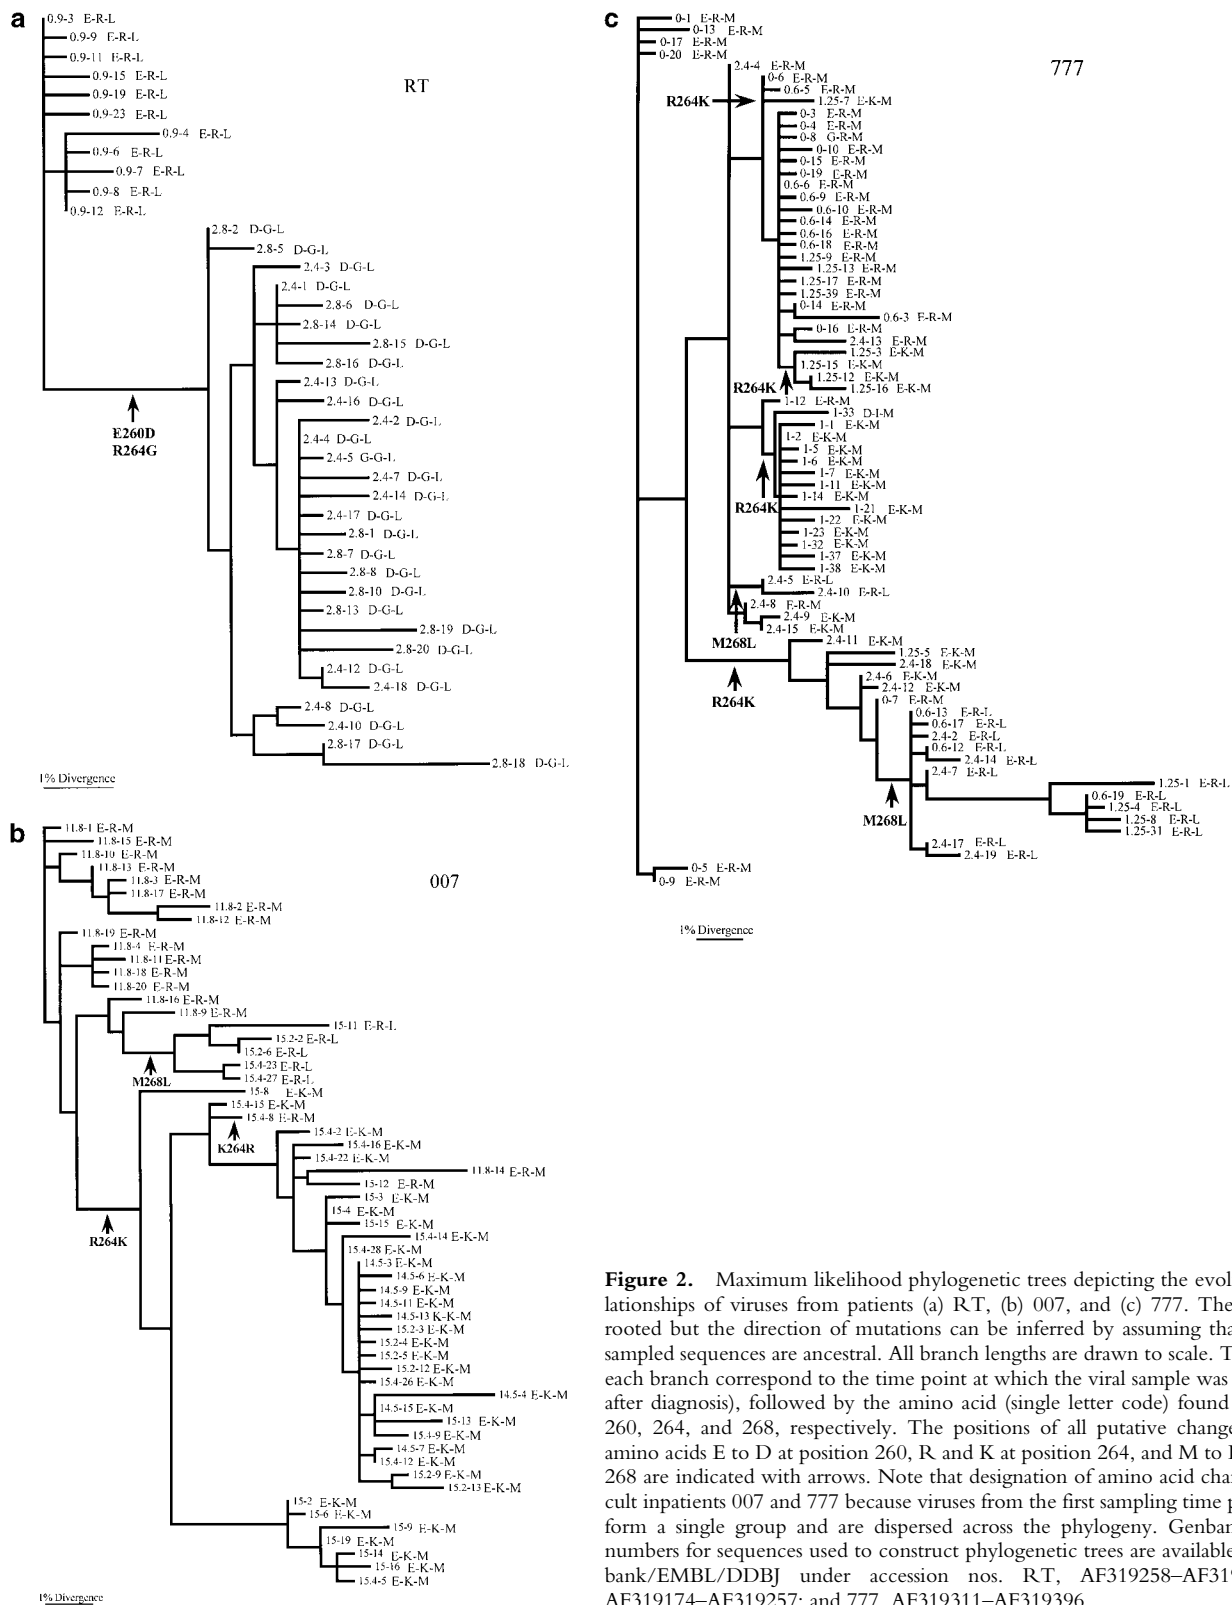 a
RT
0.9-3 E-R-L
0.9-9 E-R-L
0.9-11 E-R-L
0.9-15 E-R-L
0.9-19 E-R-L
0.9-23 E-R-L
0.9-4 E-R-L
0.9-6 E-R-L
0.9-7 E-R-L
0.9-8 E-R-L
0.9-12 E-R-L
2.8-2 D-G-L
2.8-5 D-G-L
2.4-3 D-G-L
2.4-1 D-G-L
2.8-6 D-G-L
2.8-14 D-G-L
2.8-15 D-G-L
2.8-16 D-G-L
2.4-13 D-G-L
2.4-16 D-G-L
2.4-2 D-G-L
2.4-4 D-G-L
2.4-5 G-G-L
2.4-7 D-G-L
2.4-14 D-G-L
2.4-17 D-G-L
2.8-1 D-G-L
2.8-7 D-G-L
2.8-8 D-G-L
2.8-10 D-G-L
2.8-13 D-G-L
2.8-19 D-G-L
2.8-20 D-G-L
2.4-12 D-G-L
2.4-18 D-G-L
2.4-8 D-G-L
2.4-10 D-G-L
2.8-17 D-G-L
2.8-18 D-G-L
E260D
R264G
1% Divergence
b
007
11.8-1 E-R-M
11.8-15 E-R-M
11.8-10 E-R-M
11.8-13 E-R-M
11.8-3 E-R-M
11.8-17 E-R-M
11.8-2 E-R-M
11.8-12 E-R-M
11.8-19 E-R-M
11.8-4 E-R-M
11.8-11 E-R-M
11.8-18 E-R-M
11.8-20 E-R-M
11.8-16 E-R-M
11.8-9 E-R-M
15-11 E-R-L
15.2-2 E-R-L
15.2-6 E-R-L
15.4-23 E-R-L
15.4-27 E-R-L
M268L
15-8 E-K-M
15.4-15 E-K-M
15.4-8 E-R-M
K264R
15.4-2 E-K-M
15.4-16 E-K-M
15.4-22 E-K-M
11.8-14 E-R-M
15-12 E-R-M
15-3 E-K-M
15-4 E-K-M
15-15 E-K-M
15.4-14 E-K-M
15.4-28 E-K-M
14.5-3 E-K-M
14.5-6 E-K-M
14.5-9 E-K-M
14.5-11 E-K-M
14.5-13 K-K-M
15.2-3 E-K-M
15.2-4 E-K-M
15.2-5 E-K-M
15.2-12 E-K-M
15.4-26 E-K-M
14.5-4 E-K-M
14.5-15 E-K-M
15-13 E-K-M
15.4-9 E-K-M
14.5-7 E-K-M
15.4-12 E-K-M
15.2-9 E-K-M
15.2-13 E-K-M
R264K
15-2 E-K-M
15-6 E-K-M
15-9 E-K-M
15-19 E-K-M
15-14 E-K-M
15-16 E-K-M
15.4-5 E-K-M
1% Divergence
c
777
0-1 E-R-M
0-13 E-R-M
0-17 E-R-M
0-20 E-R-M
2.4-4 E-R-M
0-6 E-R-M
0.6-5 E-R-M
1.25-7 E-K-M
R264K
0-3 E-R-M
0-4 E-R-M
0-8 G-R-M
0-10 E-R-M
0-15 E-R-M
0-19 E-R-M
0.6-6 E-R-M
0.6-9 E-R-M
0.6-10 E-R-M
0.6-14 E-R-M
0.6-16 E-R-M
0.6-18 E-R-M
1.25-9 E-R-M
1.25-13 E-R-M
1.25-17 E-R-M
1.25-39 E-R-M
0-14 E-R-M
0.6-3 E-R-M
0-16 E-R-M
2.4-13 E-R-M
1.25-3 E-K-M
1.25-15 E-K-M
1.25-12 E-K-M
1.25-16 E-K-M
R264K
1-12 E-R-M
1-33 D-I-M
1-1 E-K-M
1-2 E-K-M
1-5 E-K-M
1-6 E-K-M
1-7 E-K-M
1-11 E-K-M
1-14 E-K-M
1-21 E-K-M
1-22 E-K-M
1-23 E-K-M
1-32 E-K-M
1-37 E-K-M
1-38 E-K-M
R264K
2.4-5 E-R-L
2.4-10 E-R-L
2.4-8 E-R-M
2.4-9 E-K-M
2.4-15 E-K-M
M268L
2.4-11 E-K-M
1.25-5 E-K-M
2.4-18 E-K-M
2.4-6 E-K-M
2.4-12 E-K-M
0-7 E-R-M
R264K
0.6-13 E-R-L
0.6-17 E-R-L
2.4-2 E-R-L
0.6-12 E-R-L
2.4-14 E-R-L
2.4-7 E-R-L
1.25-1 E-R-L
0.6-19 E-R-L
1.25-4 E-R-L
1.25-8 E-R-L
1.25-31 E-R-L
M268L
2.4-17 E-R-L
2.4-19 E-R-L
0-5 E-R-M
0-9 E-R-M
1% Divergence
Figure 2. Maximum likelihood phylogenetic trees depicting the evol
lationships of viruses from patients (a) RT, (b) 007, and (c) 777. The
rooted but the direction of mutations can be inferred by assuming tha
sampled sequences are ancestral. All branch lengths are drawn to scale. T
each branch correspond to the time point at which the viral sample was
after diagnosis), followed by the amino acid (single letter code) found
260, 264, and 268, respectively. The positions of all putative change
amino acids E to D at position 260, R and K at position 264, and M to I
268 are indicated with arrows. Note that designation of amino acid char
cult inpatients 007 and 777 because viruses from the first sampling time p
form a single group and are dispersed across the phylogeny. Genban
numbers for sequences used to construct phylogenetic trees are available
bank/EMBL/DDBJ under accession nos. RT, AF319258–AF319
AF319174–AF319257; and 777, AF319311–AF319396